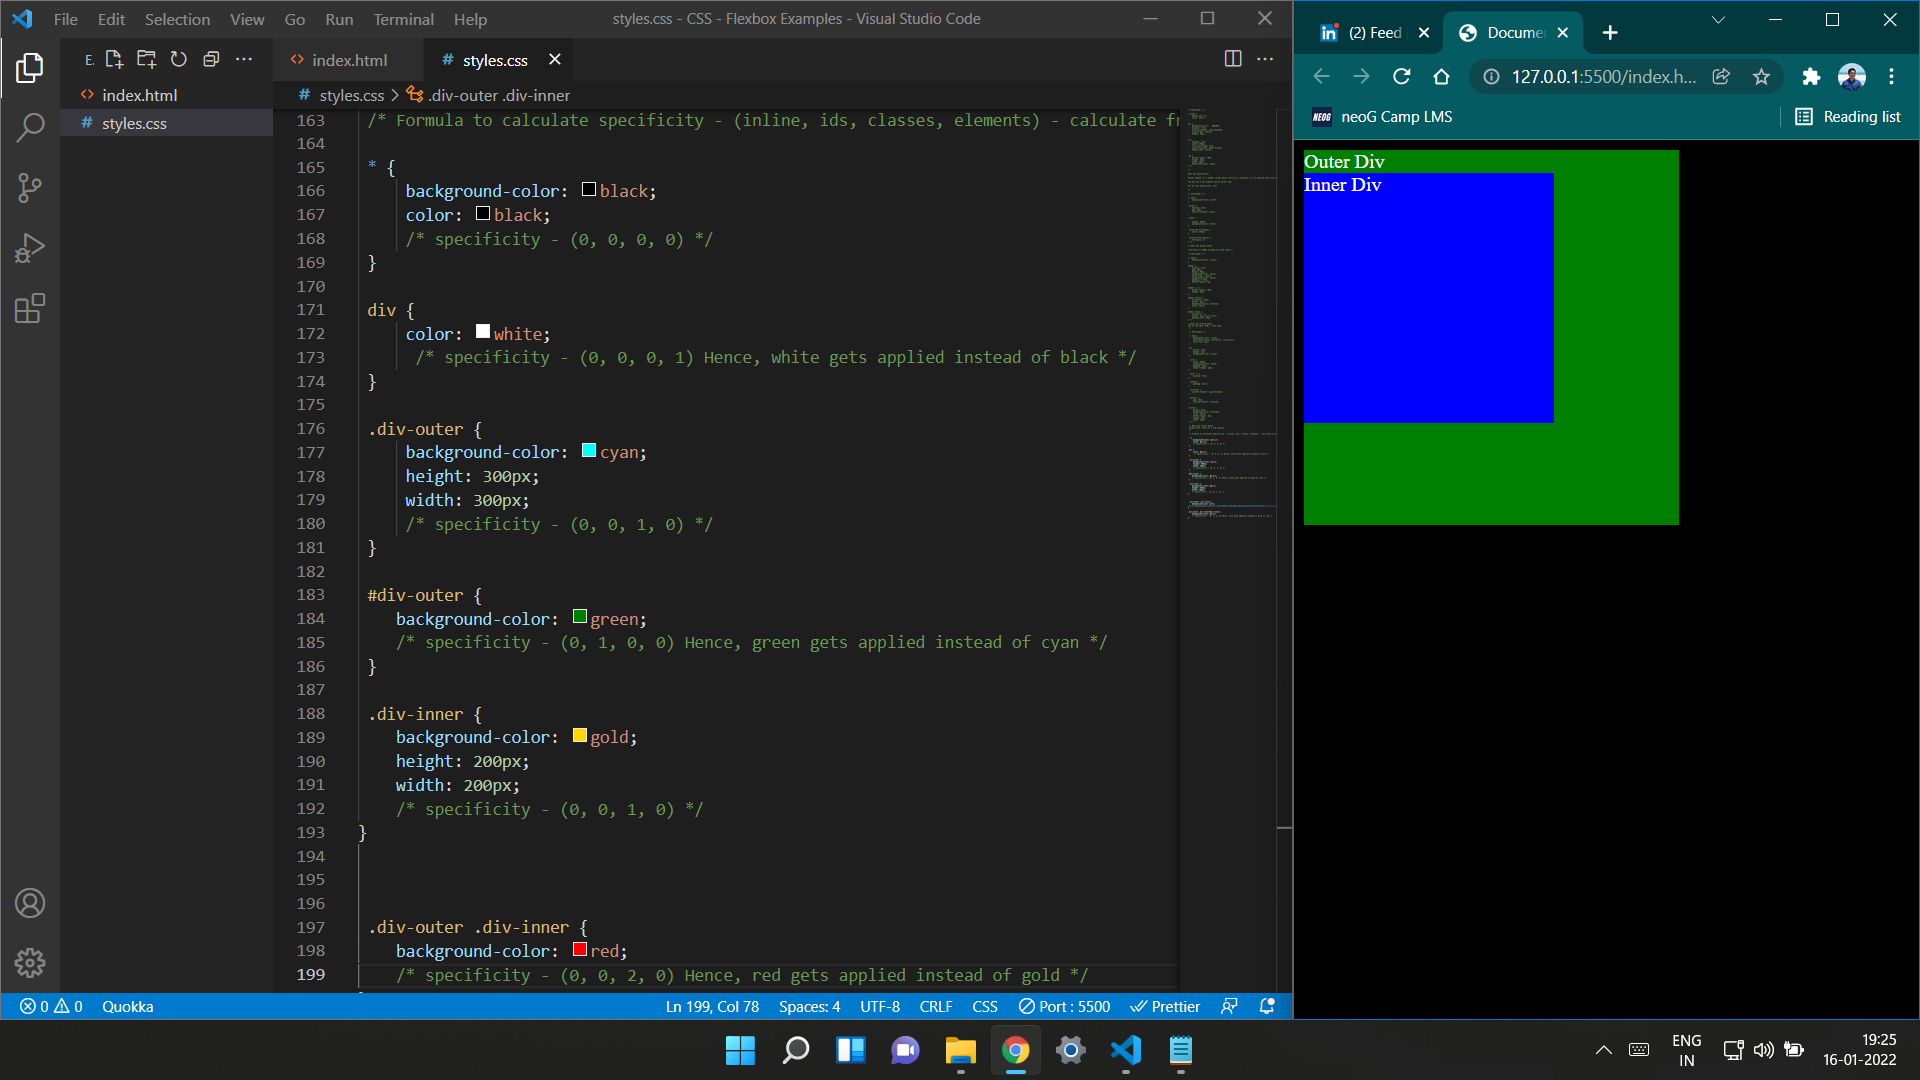 File Edit Selection View Go Run Terminal Help
styles.css - CSS - Flexbox Examples - Visual Studio Code
E.
index.html
styles.css
index.html
styles.css
styles.css > .div-outer .div-inner
163 /* Formula to calculate specificity - (inline, ids, classes, elements) - calculate fr
164
165 * {
166 background-color: black;
167 color: black;
168 /* specificity - (0, 0, 0, 0) */
169 }
170
171 div {
172 color: white;
173 /* specificity - (0, 0, 0, 1) Hence, white gets applied instead of black */
174 }
175
176 .div-outer {
177 background-color: cyan;
178 height: 300px;
179 width: 300px;
180 /* specificity - (0, 0, 1, 0) */
181 }
182
183 #div-outer {
184 background-color: green;
185 /* specificity - (0, 1, 0, 0) Hence, green gets applied instead of cyan */
186 }
187
188 .div-inner {
189 background-color: gold;
190 height: 200px;
191 width: 200px;
192 /* specificity - (0, 0, 1, 0) */
193 }
194
195
196
197 .div-outer .div-inner {
198 background-color: red;
199 /* specificity - (0, 0, 2, 0) Hence, red gets applied instead of gold */
0 0 Quokka
Ln 199, Col 78 Spaces: 4 UTF-8 CRLF CSS Port : 5500 Prettier
(2) Feed
Docume
127.0.0.1:5500/index.h...
NEOG neoG Camp LMS
Reading list
Outer Div
Inner Div
ENG
IN
19:25
16-01-2022